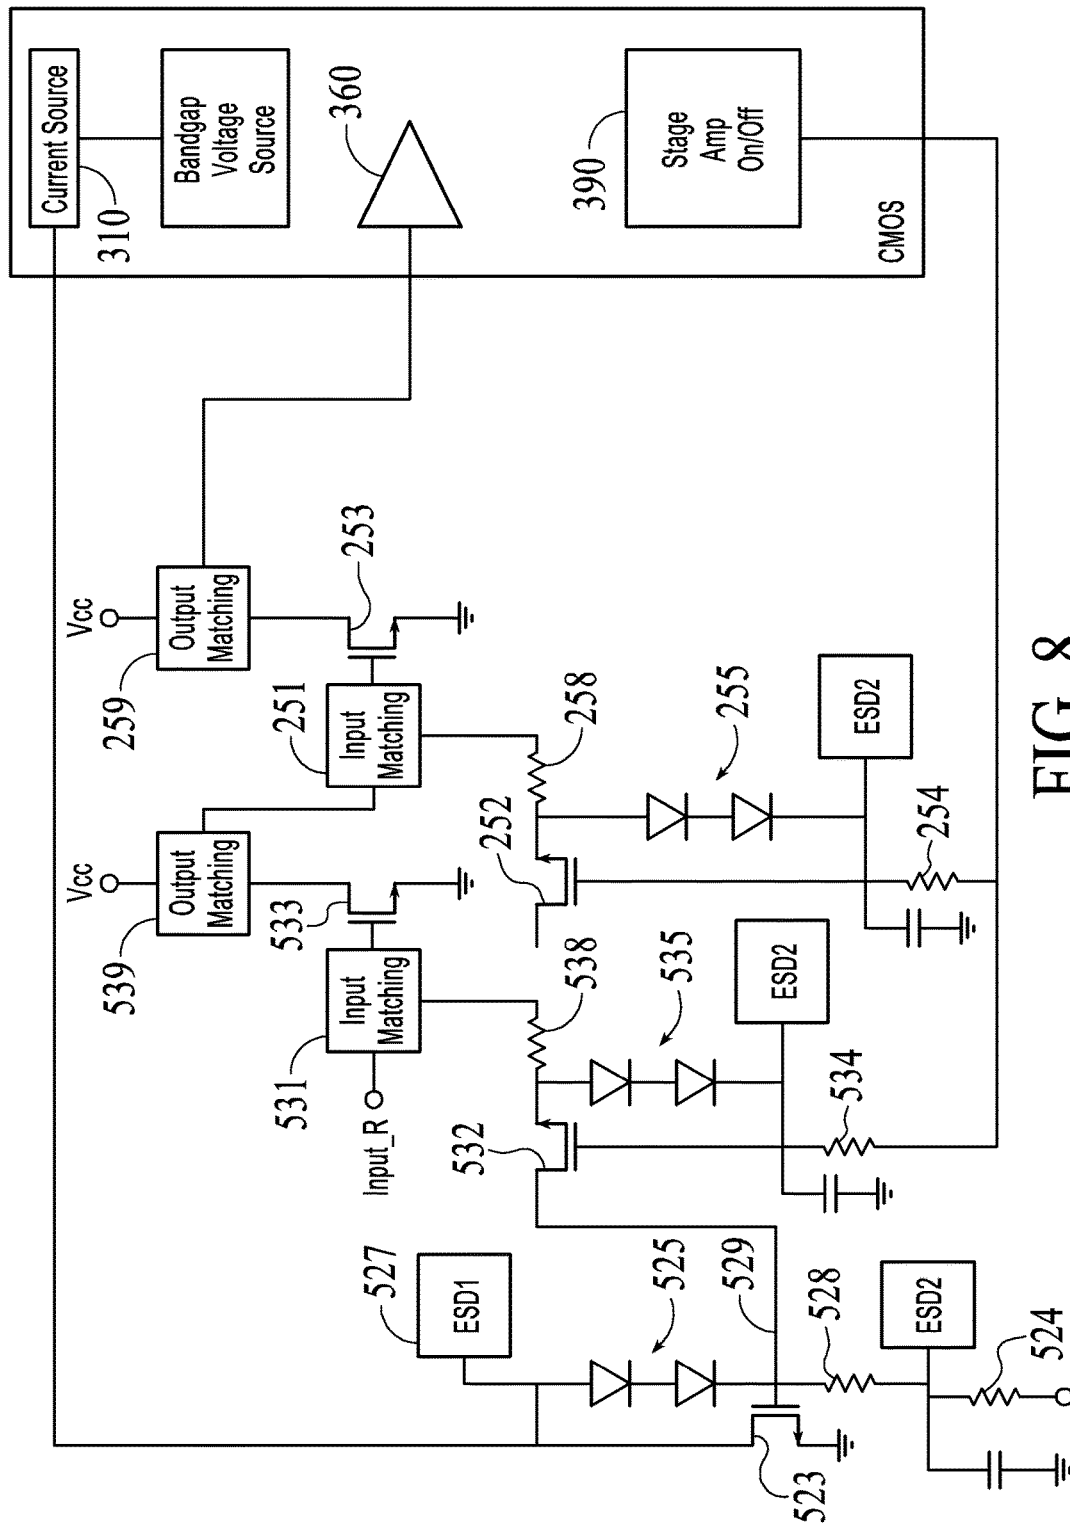 Current Source
310
Bandgap
Voltage
Source
360
390
Stage
Amp
On/Off
CMOS
Vcc
259
Output
Matching
253
251
Input
Matching
258
252
255
ESD2
254
Vcc
539
Output
Matching
533
531
Input
Matching
Input_R
538
532
535
ESD2
534
527
ESD1
525
529
528
523
ESD2
524
FIG. 8